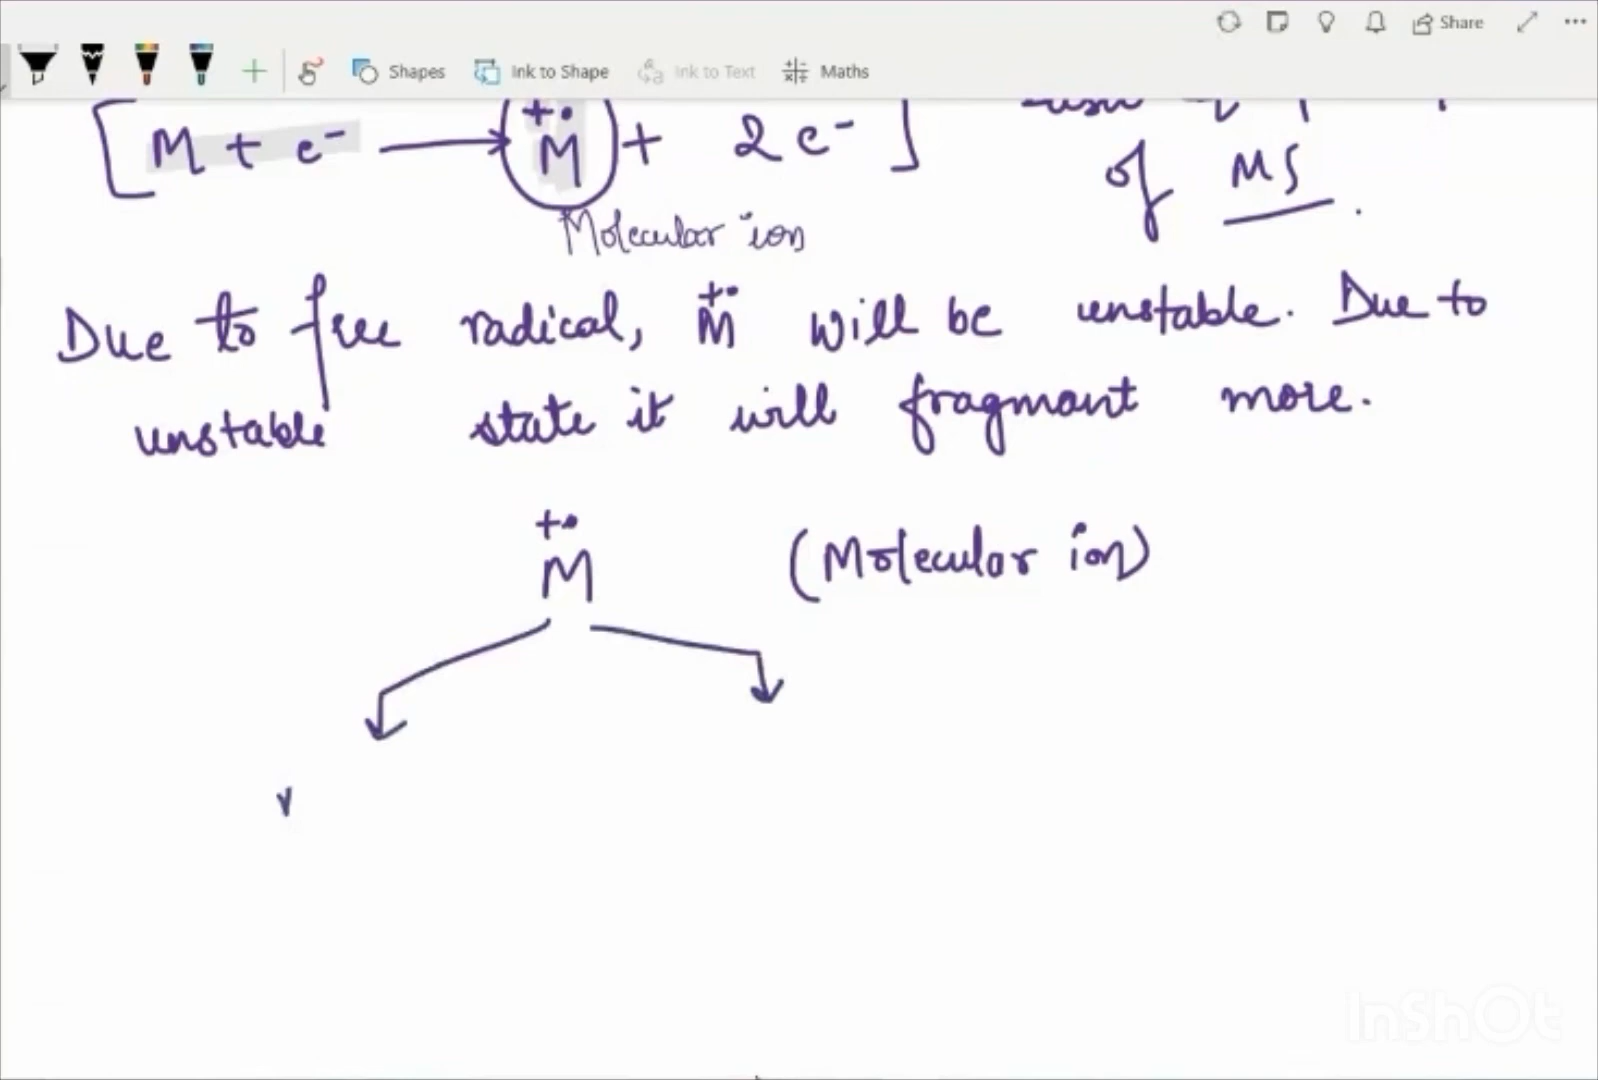 Share
Shapes Ink to Shape Ink to Text Maths
[M + e⁻ → M⁺• + 2e⁻]
of MS.
Molecular ion
Due to free radical, M⁺• will be unstable. Due to
unstable state it will fragmant more.
M⁺• (Molecular ion)
InShOt